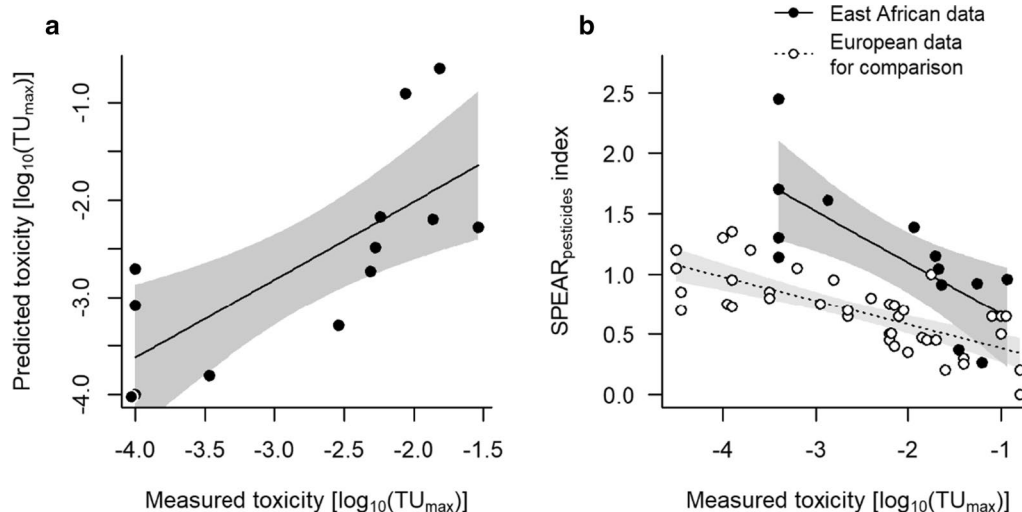 a
Predicted toxicity [log10(TUmax)]
-1.0
-2.0
-3.0
-4.0
-4.0 -3.5 -3.0 -2.5 -2.0 -1.5
Measured toxicity [log10(TUmax)]
b
East African data
European data
for comparison
SPEARpesticides index
2.5
2.0
1.5
1.0
0.5
0.0
-4 -3 -2 -1
Measured toxicity [log10(TUmax)]